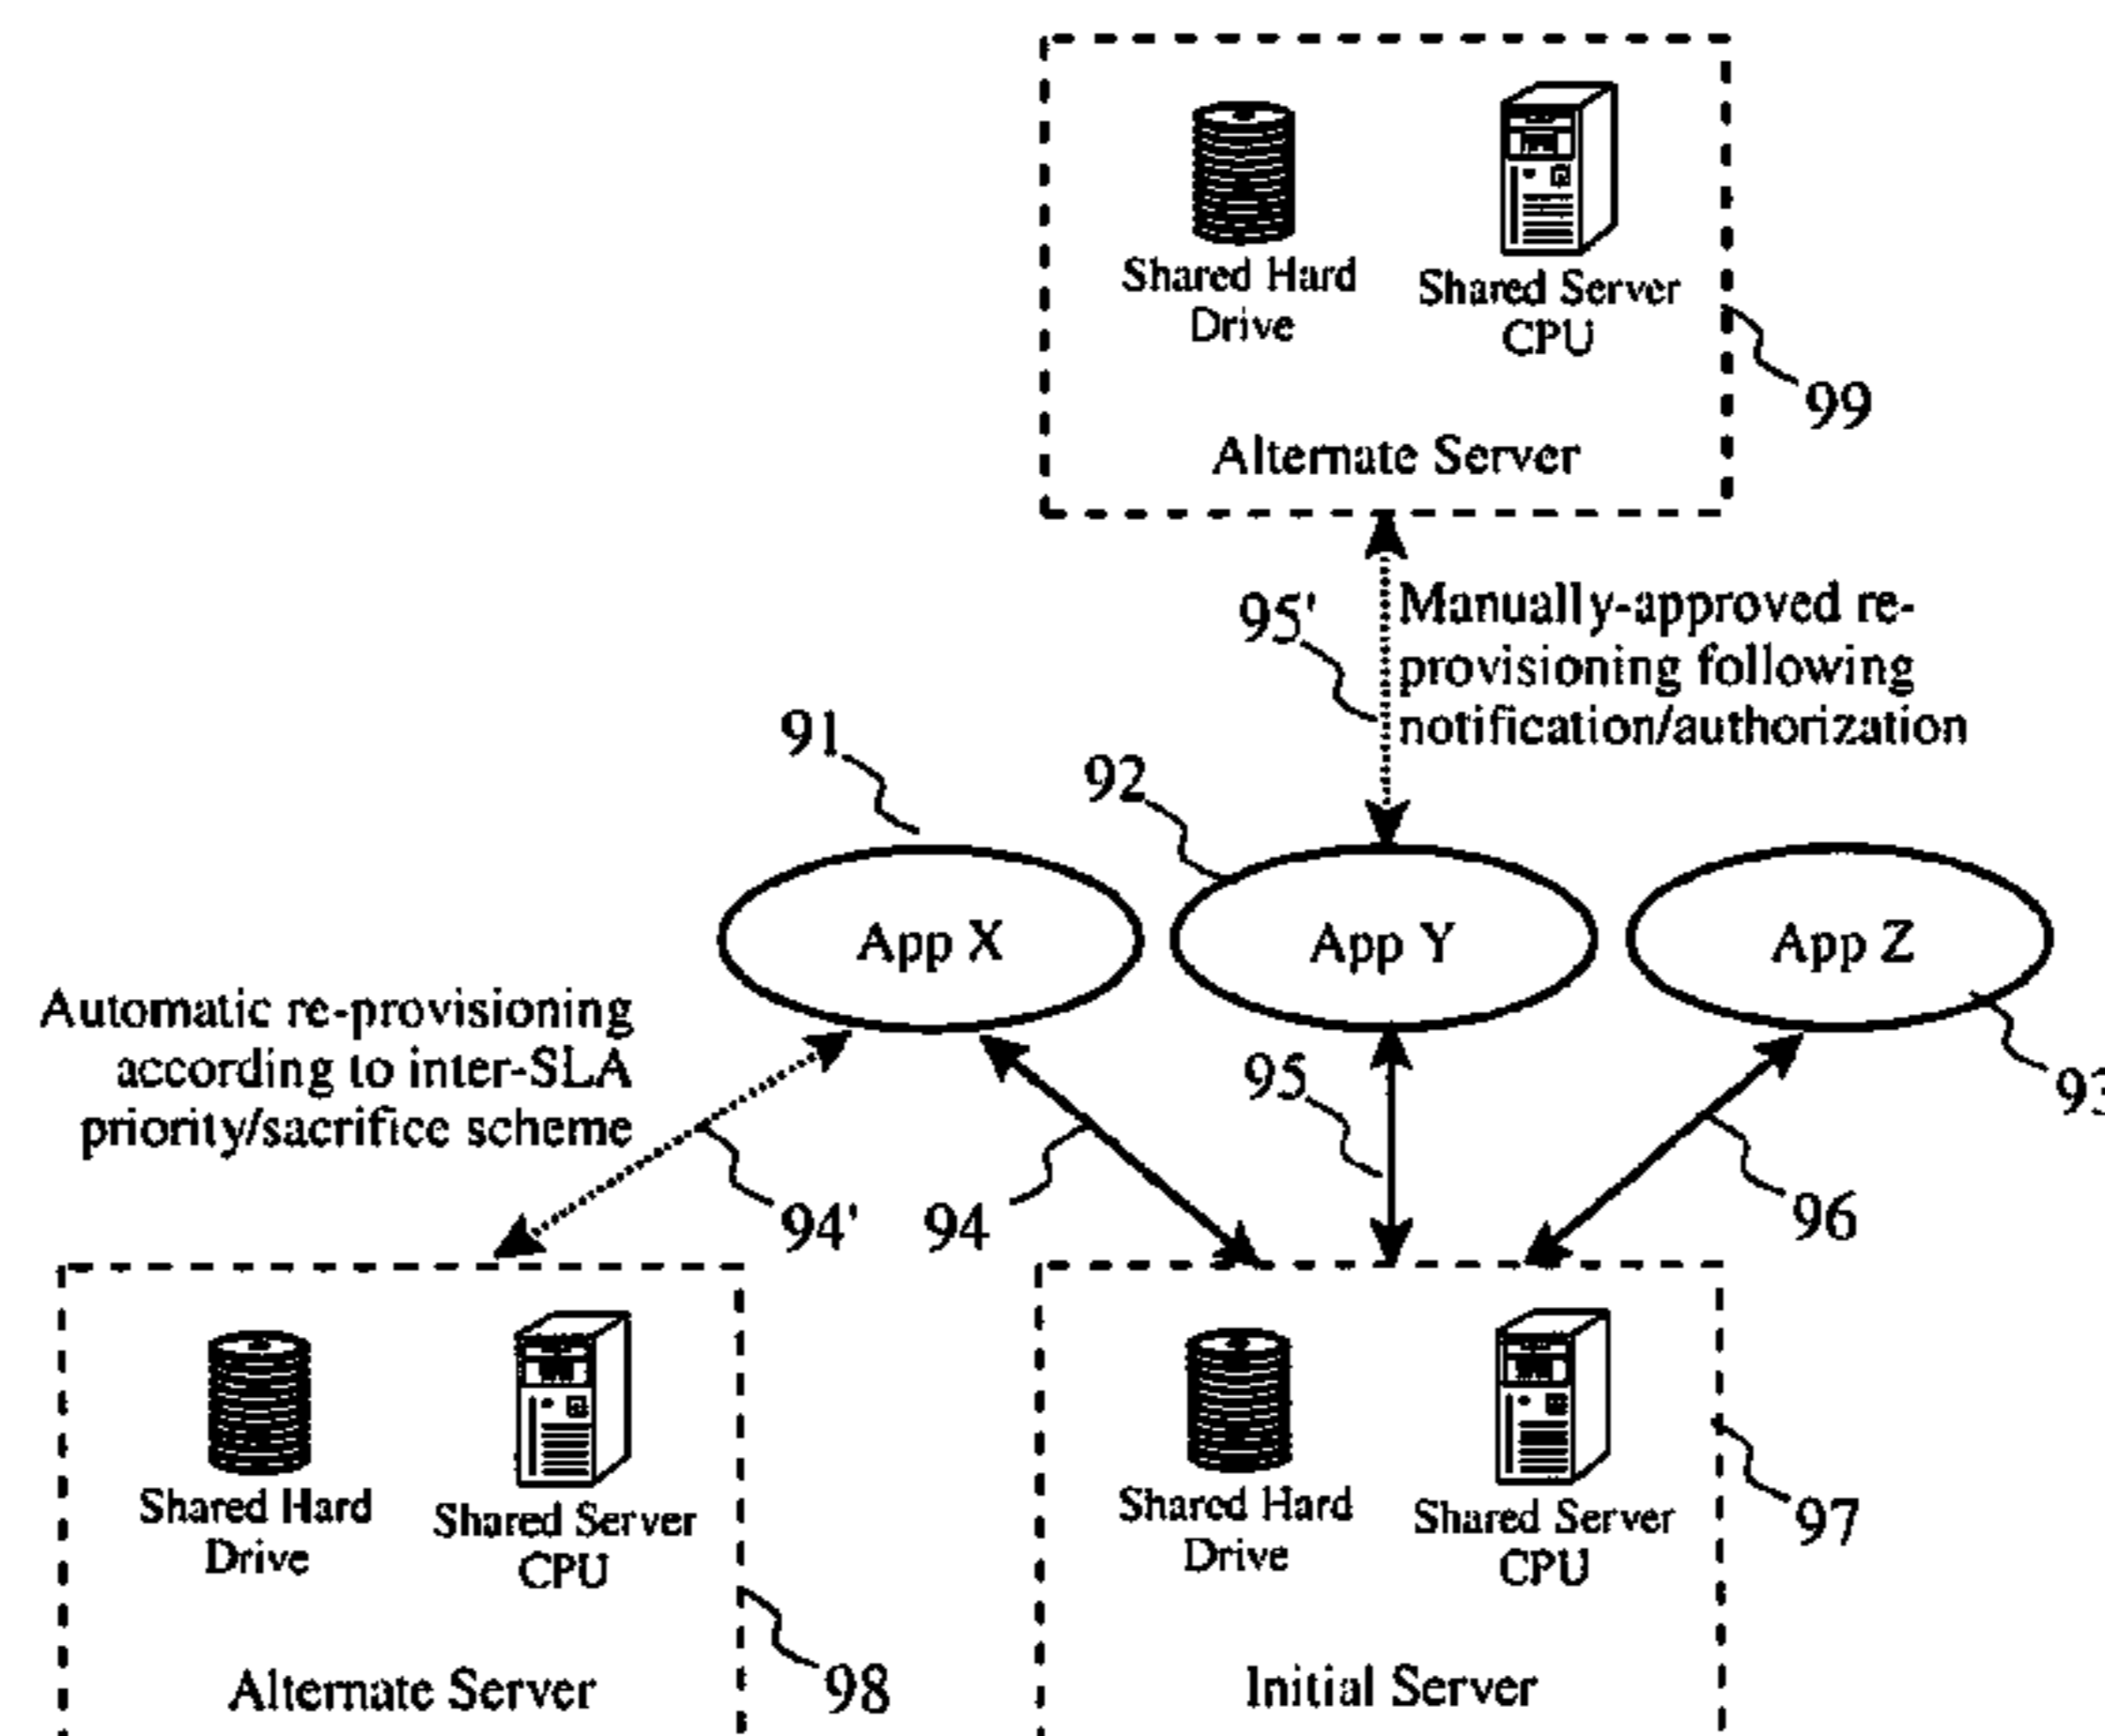 Shared Hard
Drive
Shared Server
CPU
99
Alternate Server
95'
Manually-approved re-
provisioning following
notification/authorization
91
92
App X
App Y
App Z
93
Automatic re-provisioning
according to inter-SLA
priority/sacrifice scheme
94'
94
95
96
Shared Hard
Drive
Shared Server
CPU
98
Alternate Server
Shared Hard
Drive
Shared Server
CPU
97
Initial Server